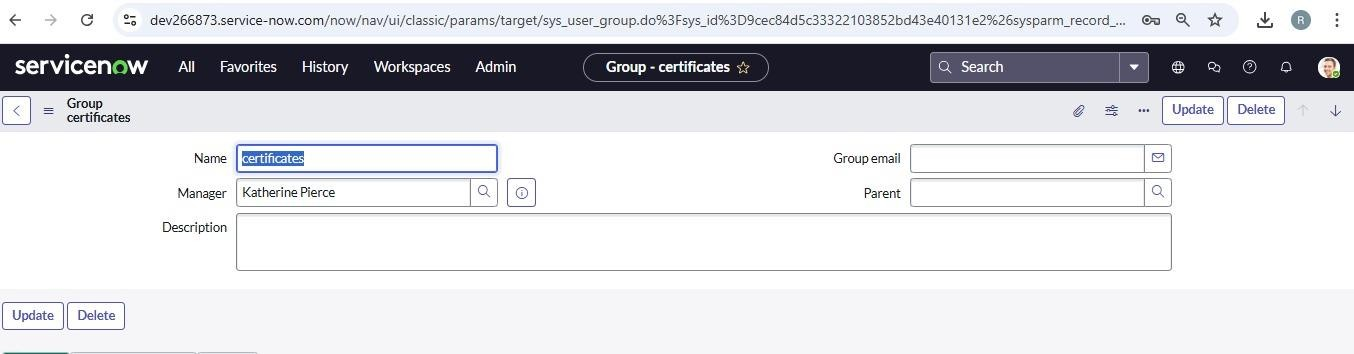 dev266873.service-now.com/now/nav/ui/classic/params/target/sys_user_group.do%3Fsys_id%3D9cec84d5c33322103852bd43e40131e2%26sysparm_record_...
R
servicenow All Favorites History Workspaces Admin Group - certificates Search
Group
certificates
Update Delete
Name certificates Group email
Manager Katherine Pierce Parent
Description
Update Delete